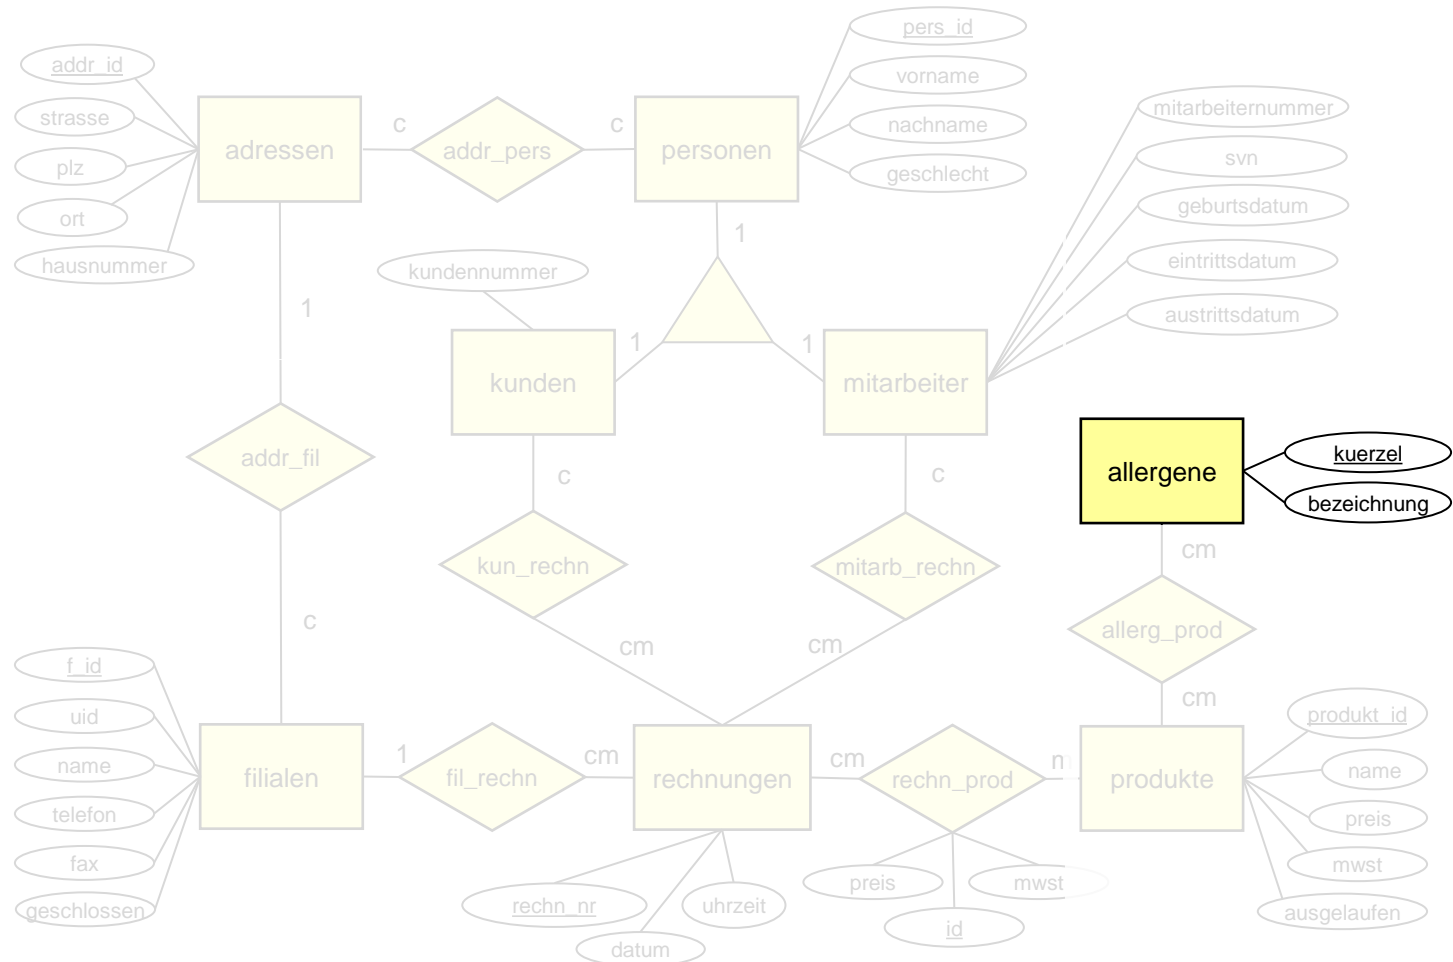 pers_id
addr_id
vorname
mitarbeiternummer
strasse
c
c
nachname
adressen
addr_pers
personen
svn
plz
geschlecht
geburtsdatum
ort
1
hausnummer
kundennummer
eintrittsdatum
1
austrittsdatum
1
1
kunden
mitarbeiter
kuerzel
addr_fil
allergene
c
c
bezeichnung
cm
kun_rechn
mitarb_rechn
c
allerg_prod
cm
cm
f_id
cm
uid
produkt_id
1
cm
cm
m
name
filialen
fil_rechn
rechnungen
rechn_prod
produkte
name
telefon
preis
fax
mwst
preis
mwst
geschlossen
rechn_nr
uhrzeit
ausgelaufen
id
datum